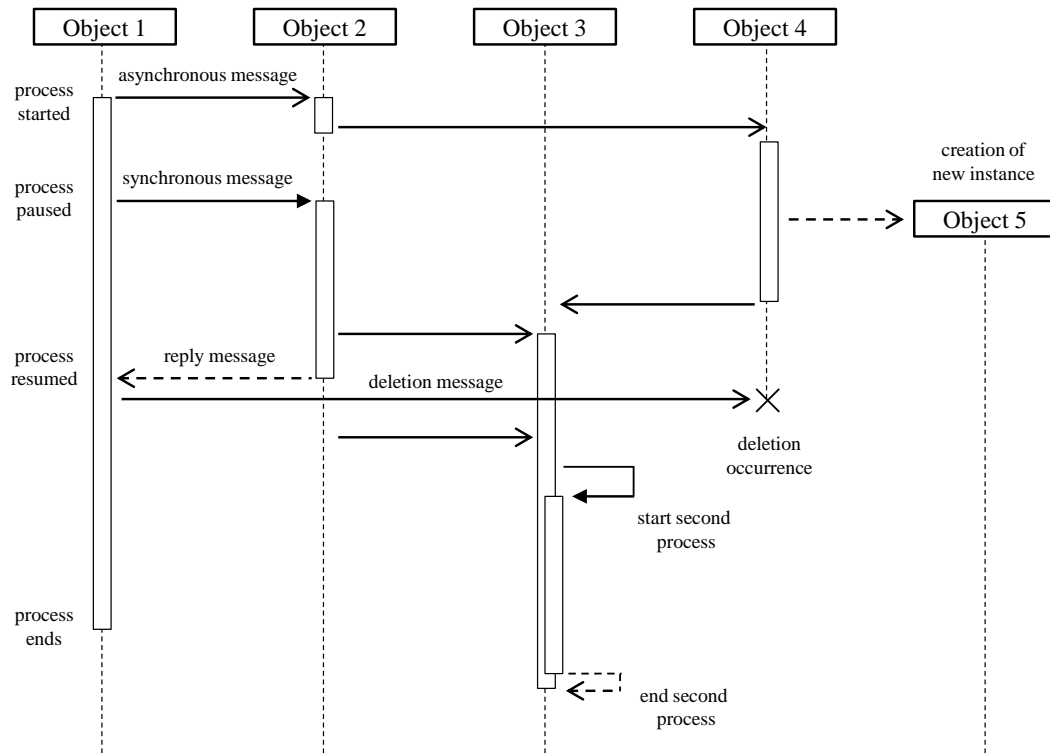 Object 1
Object 2
Object 3
Object 4
asynchronous message
process
started
creation of
new instance
synchronous message
process
paused
Object 5
reply message
process
resumed
deletion message
deletion
occurrence
start second
process
process
ends
end second
process